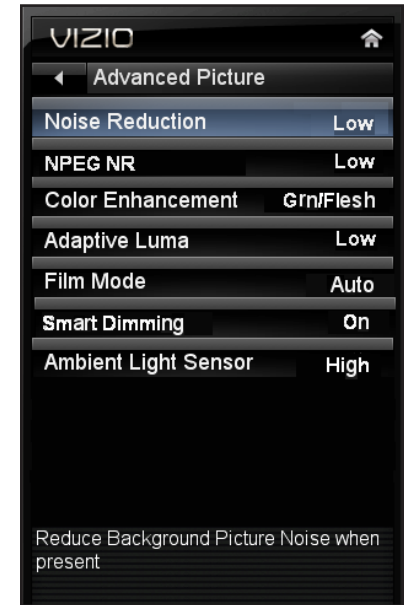 VIZIO
Advanced Picture
Noise Reduction Low
NPEG NR Low
Color Enhancement Grn/Flesh
Adaptive Luma Low
Film Mode Auto
Smart Dimming On
Ambient Light Sensor High
Reduce Background Picture Noise when
present